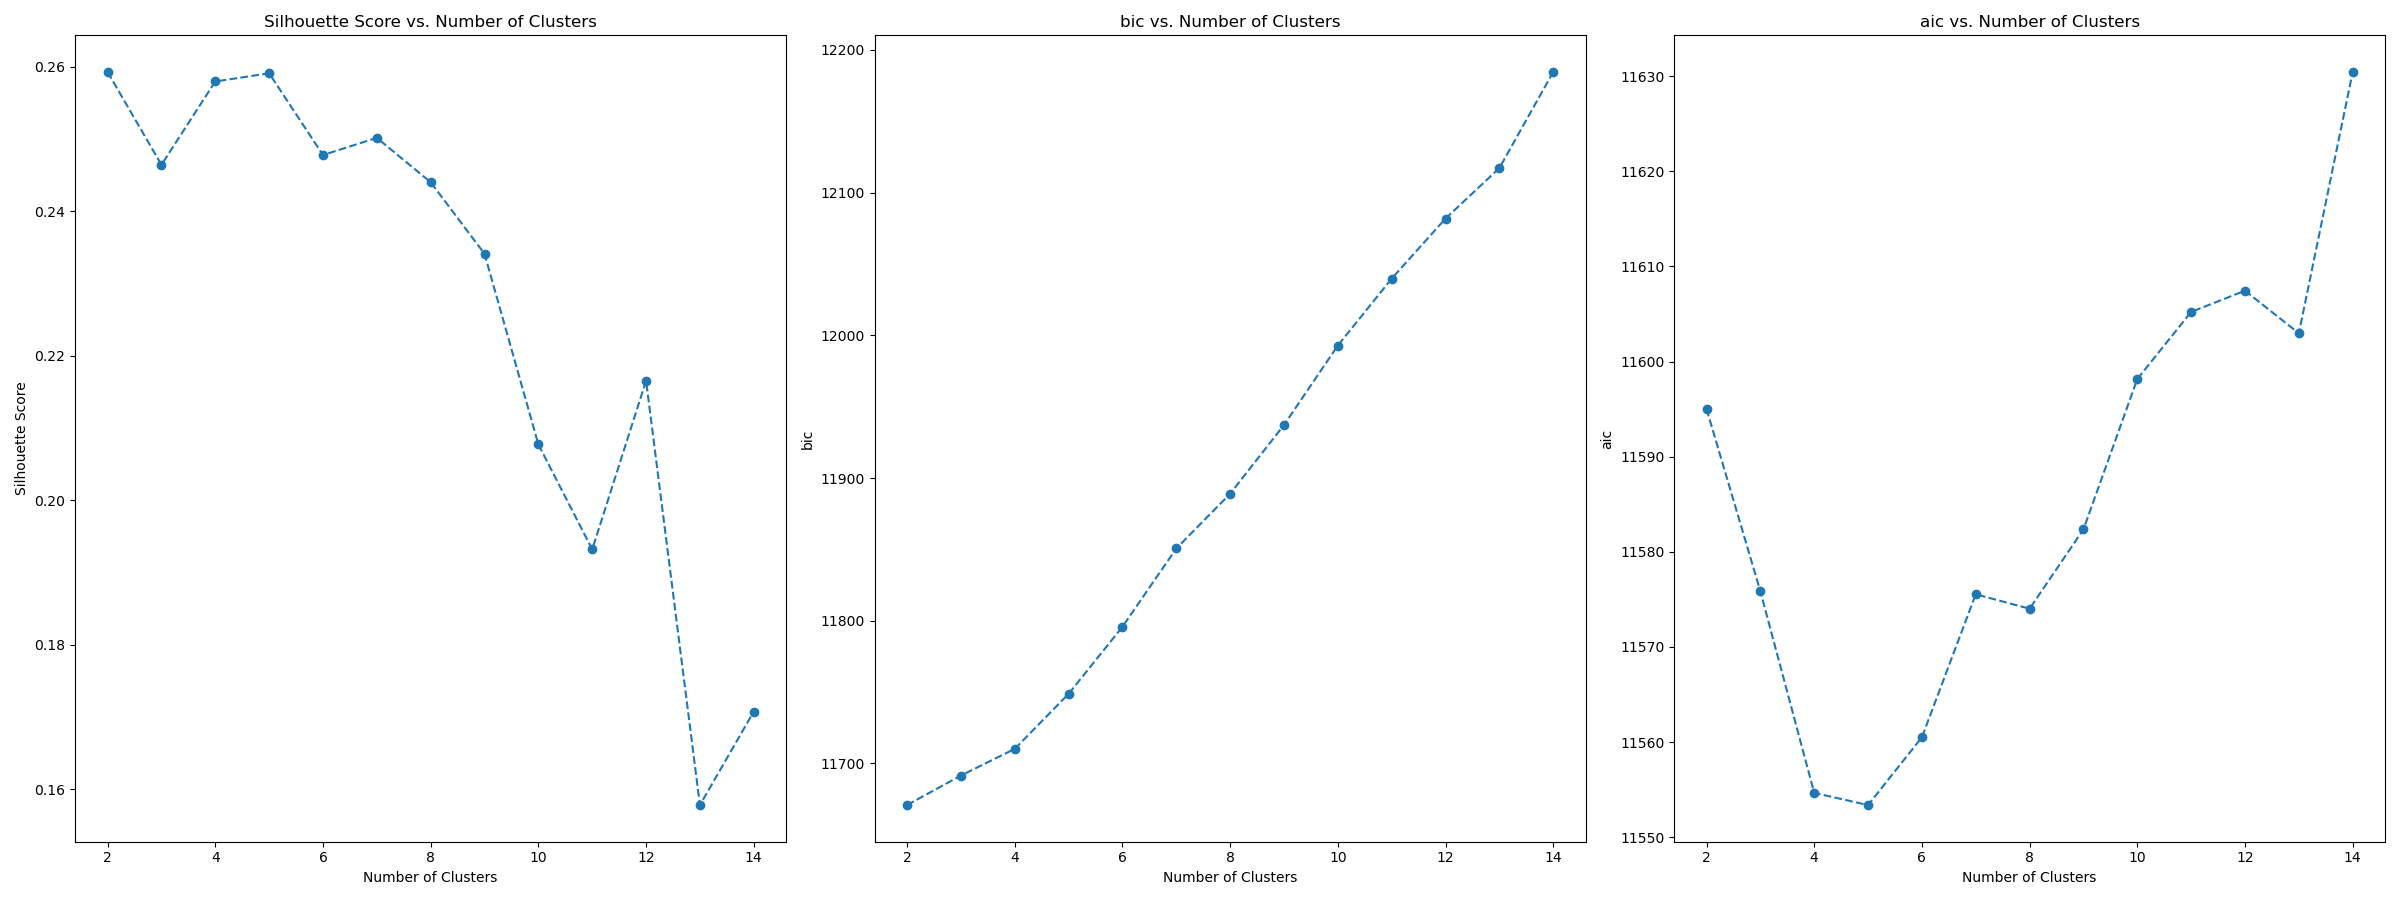 Silhouette Score vs. Number of Clusters
Silhouette Score
0.26
0.24
0.22
0.20
0.18
0.16
2 4 6 8 10 12 14
Number of Clusters
bic vs. Number of Clusters
bic
12200
12100
12000
11900
11800
11700
2 4 6 8 10 12 14
Number of Clusters
aic vs. Number of Clusters
aic
11630
11620
11610
11600
11590
11580
11570
11560
11550
2 4 6 8 10 12 14
Number of Clusters